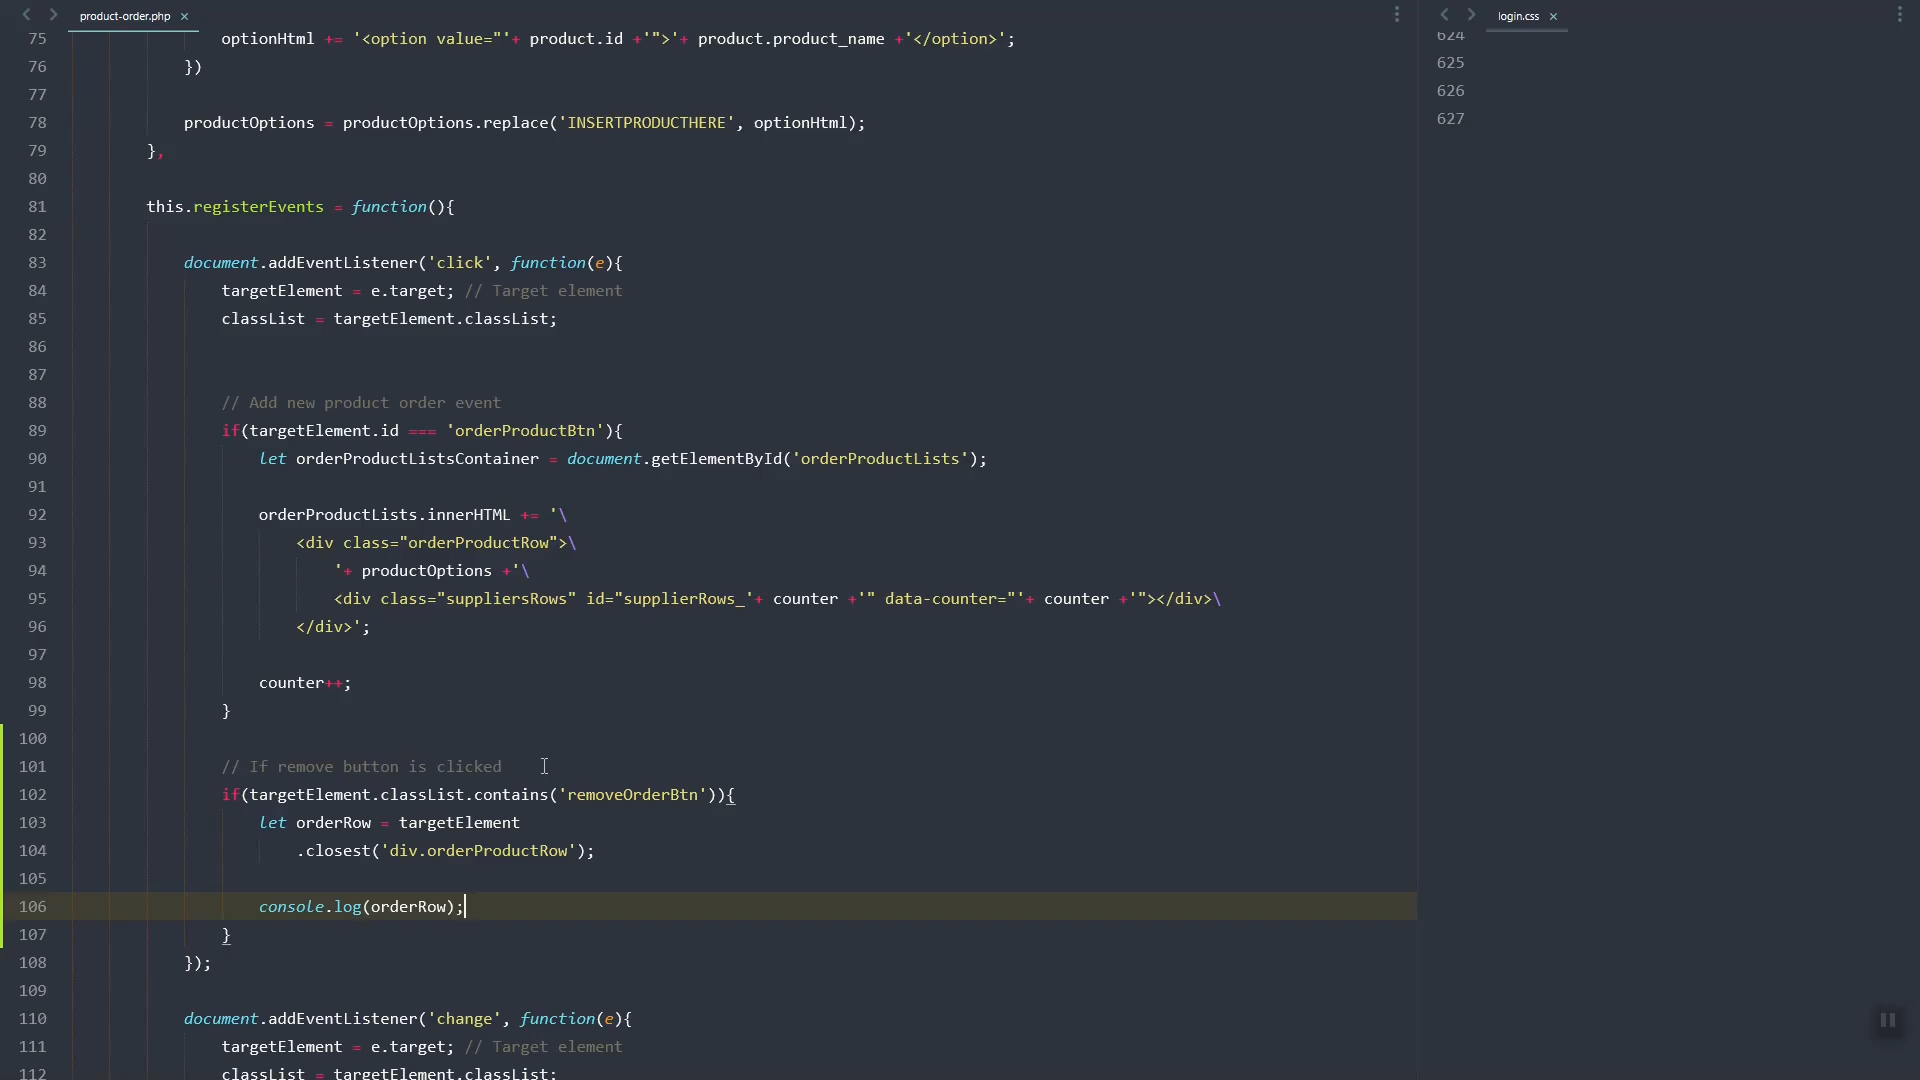 product-order.php ×
75 optionHtml += '<option value="'+ product.id +'">'+ product.product_name +'</option>';
76 })
77
78 productOptions = productOptions.replace('INSERTPRODUCTHERE', optionHtml);
79 },
80
81 this.registerEvents = function(){
82
83 document.addEventListener('click', function(e){
84 targetElement = e.target; // Target element
85 classList = targetElement.classList;
86
87
88 // Add new product order event
89 if(targetElement.id === 'orderProductBtn'){
90 let orderProductListsContainer = document.getElementById('orderProductLists');
91
92 orderProductLists.innerHTML += '\
93 <div class="orderProductRow">\
94 '+ productOptions +'\
95 <div class="suppliersRows" id="supplierRows_'+ counter +'" data-counter="'+ counter +'"></div>\
96 </div>';
97
98 counter++;
99 }
100
101 // If remove button is clicked
102 if(targetElement.classList.contains('removeOrderBtn')){
103 let orderRow = targetElement
104 .closest('div.orderProductRow');
105
106 console.log(orderRow);
107 }
108 });
109
110 document.addEventListener('change', function(e){
111 targetElement = e.target; // Target element
112 classList = targetElement.classList;
login.css ×
624
625
626
627